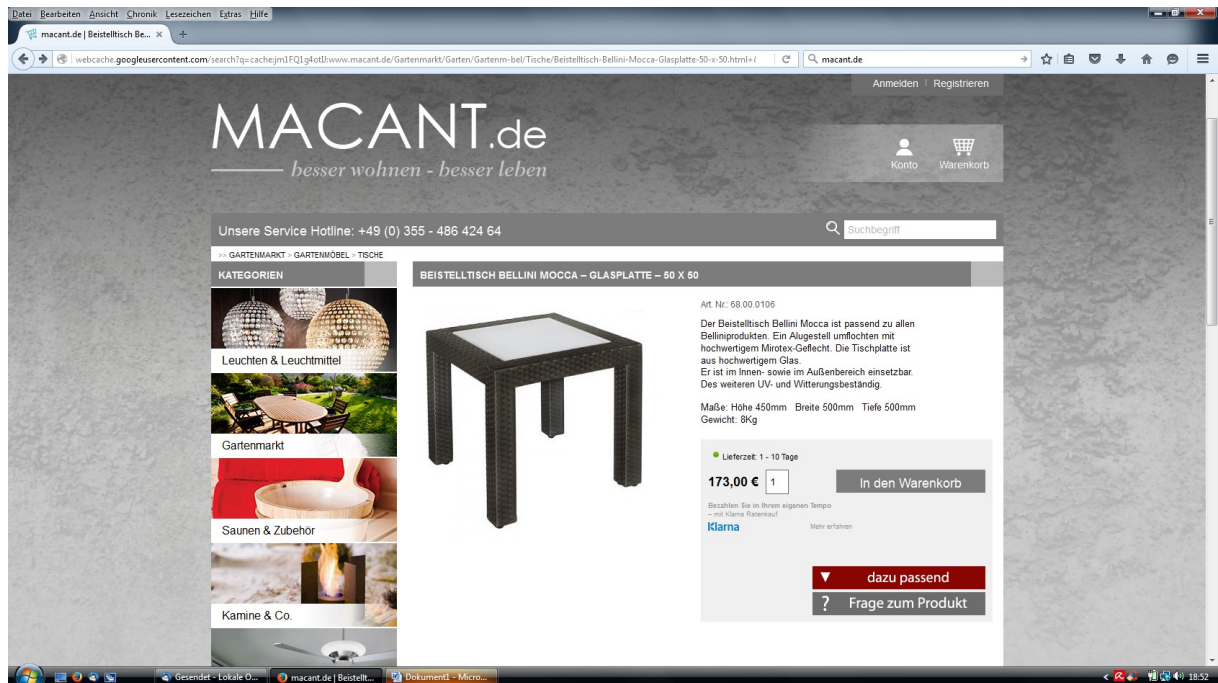 Datei Bearbeiten Ansicht Chronik Lesezeichen Extras Hilfe
macant.de | Beistelltisch Be...
webcache.googleusercontent.com/search?q=cache:jm1FQ1g4otIJ:www.macant.de/Gartenmarkt/Garten/Gartenm-bel/Tische/Beistelltisch-Bellini-Mocca-Glasplatte-50-x-50.html+
macant.de
Anmelden | Registrieren
MACANT.de
besser wohnen - besser leben
Konto Warenkorb
Unsere Service Hotline: +49 (0) 355 - 486 424 64
Suchbegriff
>> GARTENMARKT > GARTENMÖBEL > TISCHE
KATEGORIEN
Leuchten & Leuchtmittel
Gartenmarkt
Saunen & Zubehör
Kamine & Co.
BEISTELLTISCH BELLINI MOCCA – GLASPLATTE – 50 X 50
Art. Nr.: 68.00.0106
Der Beistelltisch Bellini Mocca ist passend zu allen
Belliniprodukten. Ein Alugestell umflochten mit
hochwertigem Mirotex-Geflecht. Die Tischplatte ist
aus hochwertigem Glas.
Er ist im Innen- sowie im Außenbereich einsetzbar.
Des weiteren UV- und Witterungsbeständig.
Maße: Höhe 450mm Breite 500mm Tiefe 500mm
Gewicht: 8Kg
Lieferzeit: 1 - 10 Tage
173,00 € 1
In den Warenkorb
Bezahlen Sie in Ihrem eigenen Tempo
– mit Klarna Ratenkauf
Klarna
Mehr erfahren
dazu passend
? Frage zum Produkt
Gesendet - Lokale O...
macant.de | Beistellt...
Dokument1 - Micro...
18:52